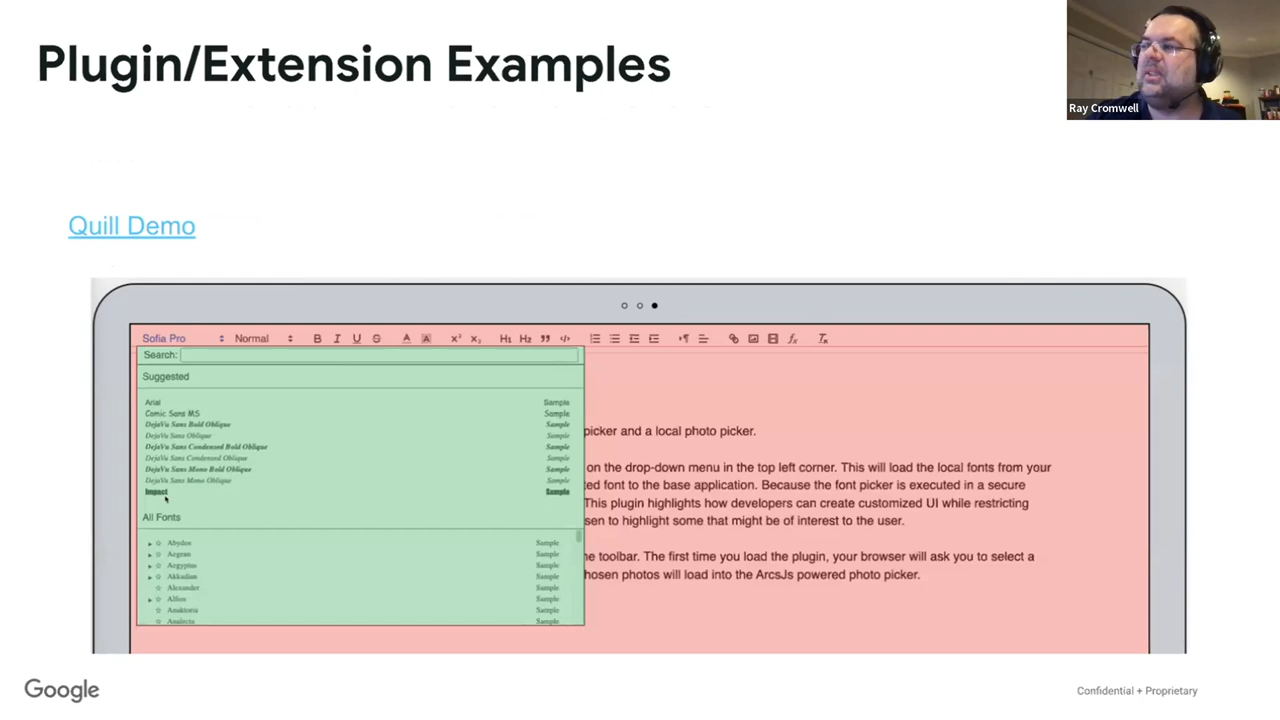 Plugin/Extension Examples
Ray Cromwell
Quill Demo
Sofia Pro Normal B I U S A A X² X₂ H1 H2 ” </> ¶ fx Tx
Search:
Suggested
Arial Sample
Comic Sans MS Sample
DejaVu Sans Bold Oblique Sample
DejaVu Sans Oblique Sample
DejaVu Sans Condensed Bold Oblique Sample
DejaVu Sans Condensed Oblique Sample
DejaVu Sans Mono Bold Oblique Sample
DejaVu Sans Mono Oblique Sample
Impact Sample
All Fonts
Abydos Sample
Aegean Sample
Aegyptus Sample
Akkadian Sample
Alexander Sample
Alfios Sample
Anaktoria Sample
Analecta Sample
picker and a local photo picker.
on the drop-down menu in the top left corner. This will load the local fonts from your
ted font to the base application. Because the font picker is executed in a secure
This plugin highlights how developers can create customized UI while restricting
sen to highlight some that might be of interest to the user.
he toolbar. The first time you load the plugin, your browser will ask you to select a
hosen photos will load into the ArcsJs powered photo picker.
Google
Confidential + Proprietary